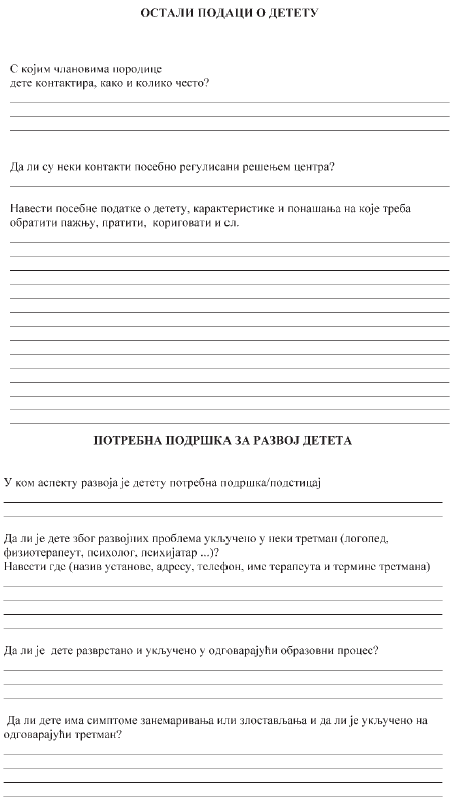 ОСТАЛИ ПОДАЦИ О ДЕТЕТУ
С којим члановима породице
дете контактира, како и колико често?
Да ли су неки контакти посебно регулисани решењем центра?
Навести посебне податке о детету, карактеристике и понашања на које треба
обратити пажњу, пратити, кориговати и сл.
ПОТРЕБНА ПОДРШКА ЗА РАЗВОЈ ДЕТЕТА
У ком аспекту развоја је детету потребна подршка/подстицај
Да ли је дете због развојних проблема укључено у неки третман (логопед,
физиотерапеут, психолог, психијатар ...)?
Навести где (назив установе, адресу, телефон, име терапеута и термине третмана)
Да ли је дете разврстано и укључено у одговарајући образовни процес?
Да ли дете има симптоме занемаривања или злостављања и да ли је укључено на
одговарајући третман?